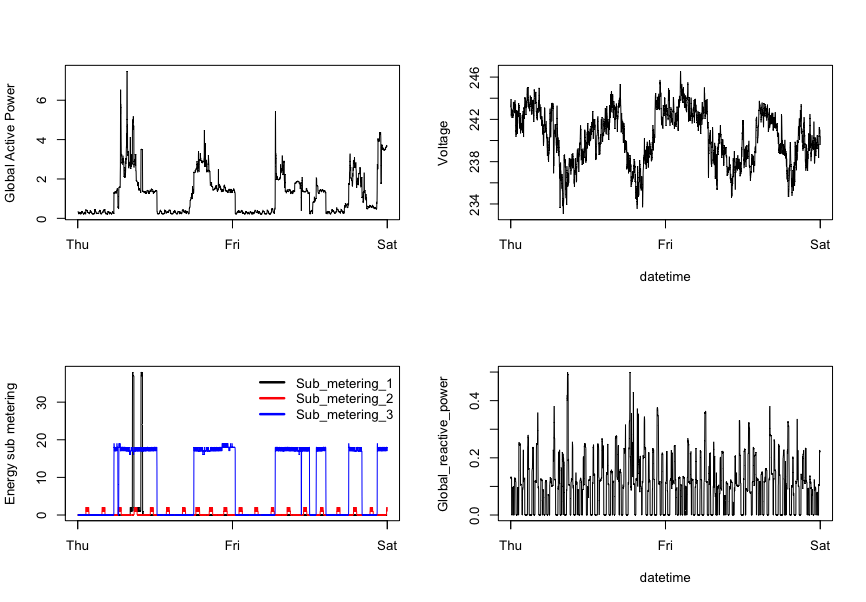 Global Active Power
0 2 4 6
Thu Fri Sat
Voltage
234 238 242 246
Thu Fri Sat
datetime
Energy sub metering
0 10 20 30
Sub_metering_1
Sub_metering_2
Sub_metering_3
Thu Fri Sat
Global_reactive_power
0.0 0.2 0.4
Thu Fri Sat
datetime